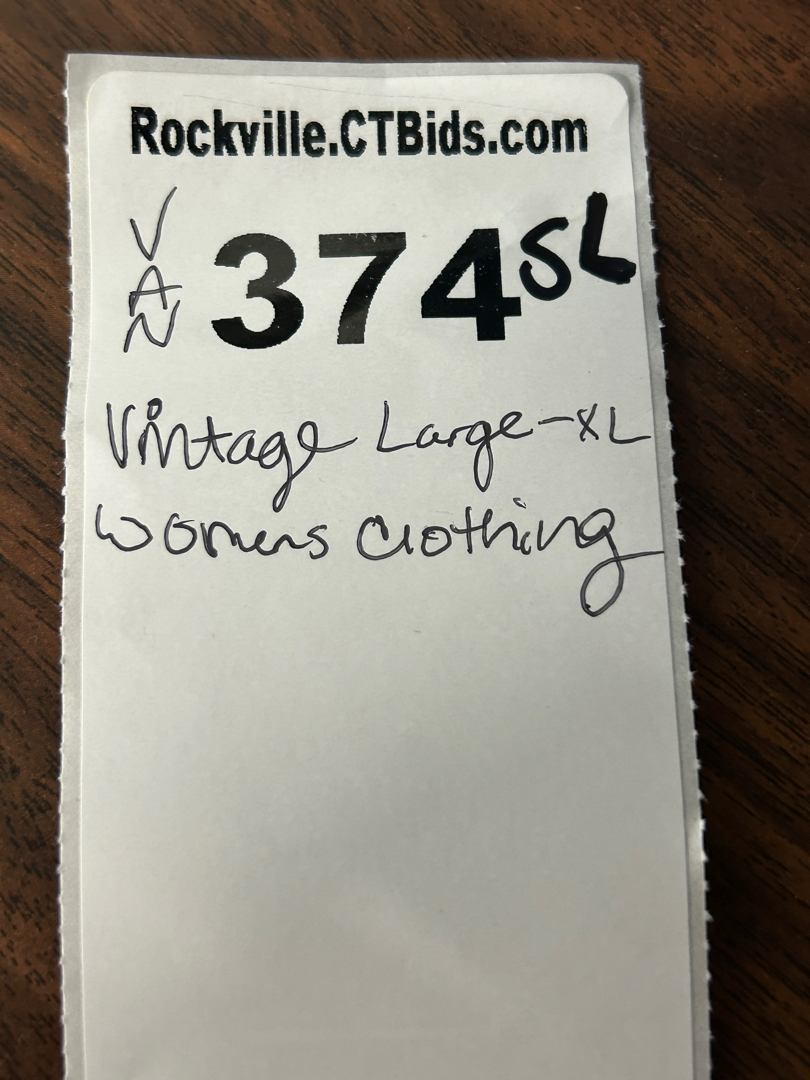 Rockville.CTBids.com
VAN
374SL
Vintage Large-XL
Womens Clothing